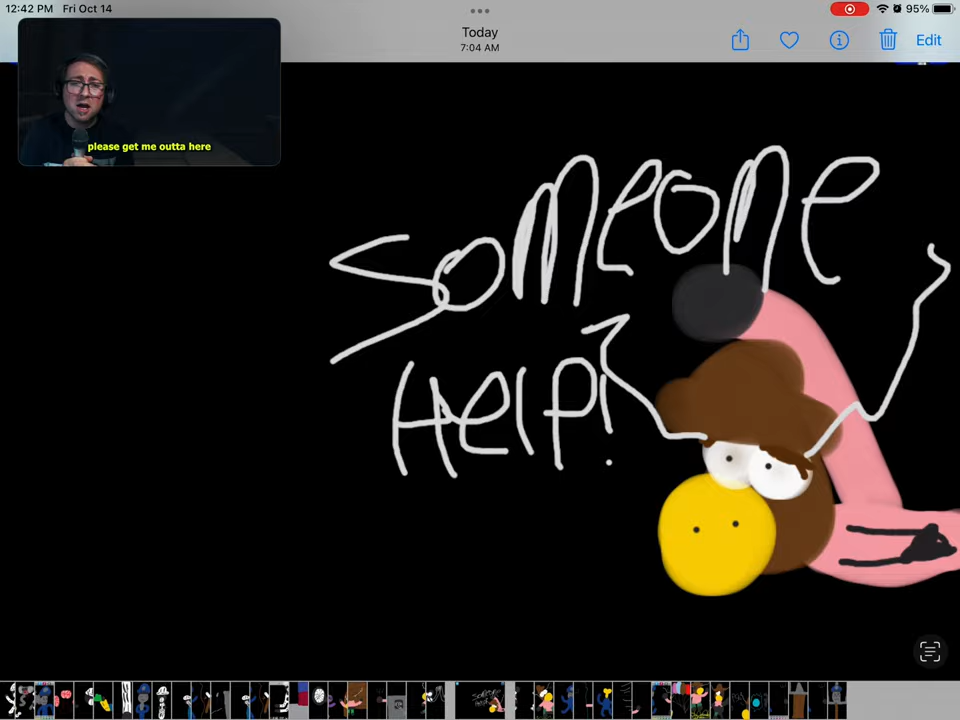 12:42 PM Fri Oct 14
95%
Today
7:04 AM
Edit
please get me outta here
Someone
Help!